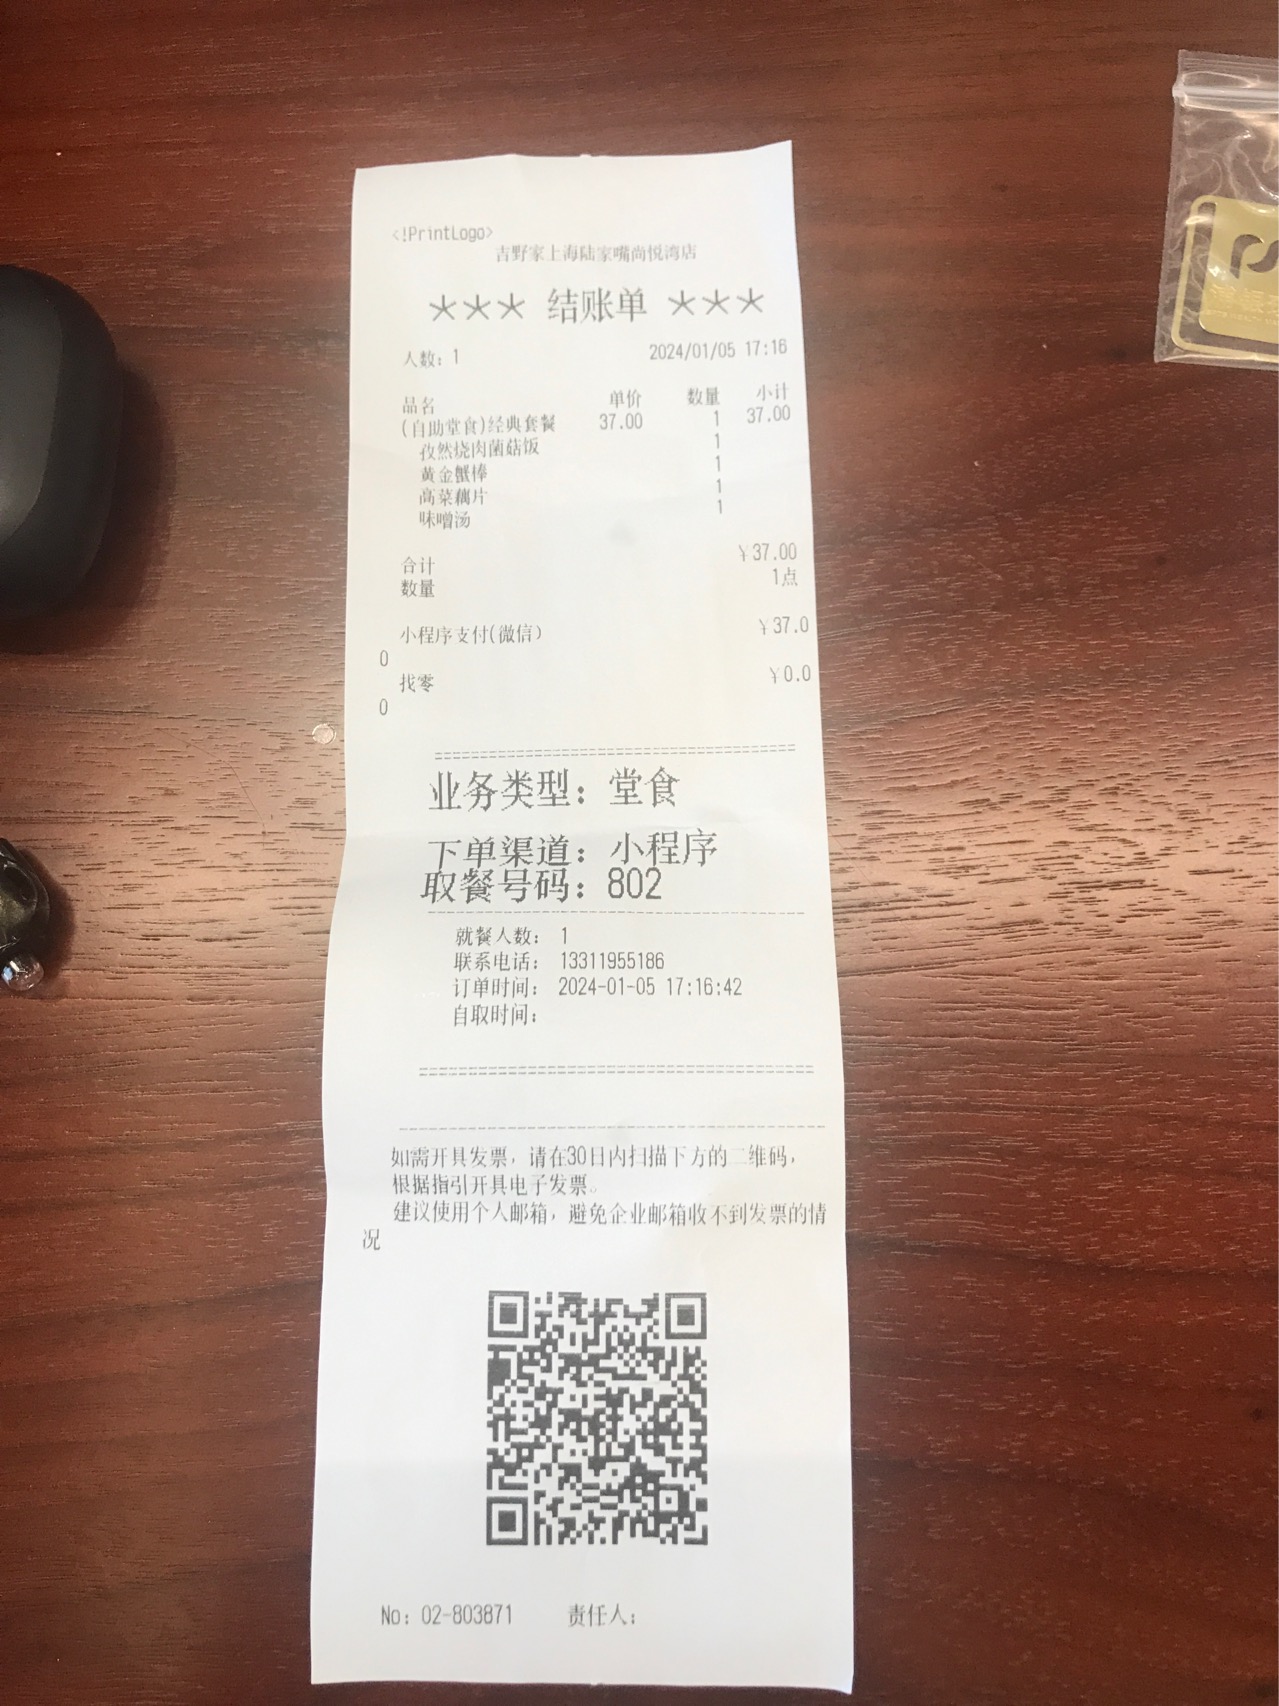 <!PrintLogo>
吉野家上海陆家嘴尚悦湾店
＊＊＊ 结账单 ＊＊＊
人数：1 2024/01/05 17:16
品名 单价 数量 小计
(自助堂食)经典套餐 37.00 1 37.00
孜然烧肉菌菇饭 1
黄金蟹棒 1
高菜藕片 1
味噌汤 1
合计 ￥37.00
数量 1点
小程序支付(微信) ￥37.0
0
找零 ￥0.0
0
业务类型：堂食
下单渠道：小程序
取餐号码：802
就餐人数： 1
联系电话： 13311955186
订单时间： 2024-01-05 17:16:42
自取时间：
如需开具发票，请在30日内扫描下方的二维码，
根据指引开具电子发票。
建议使用个人邮箱，避免企业邮箱收不到发票的情
况
No：02-803871 责任人：